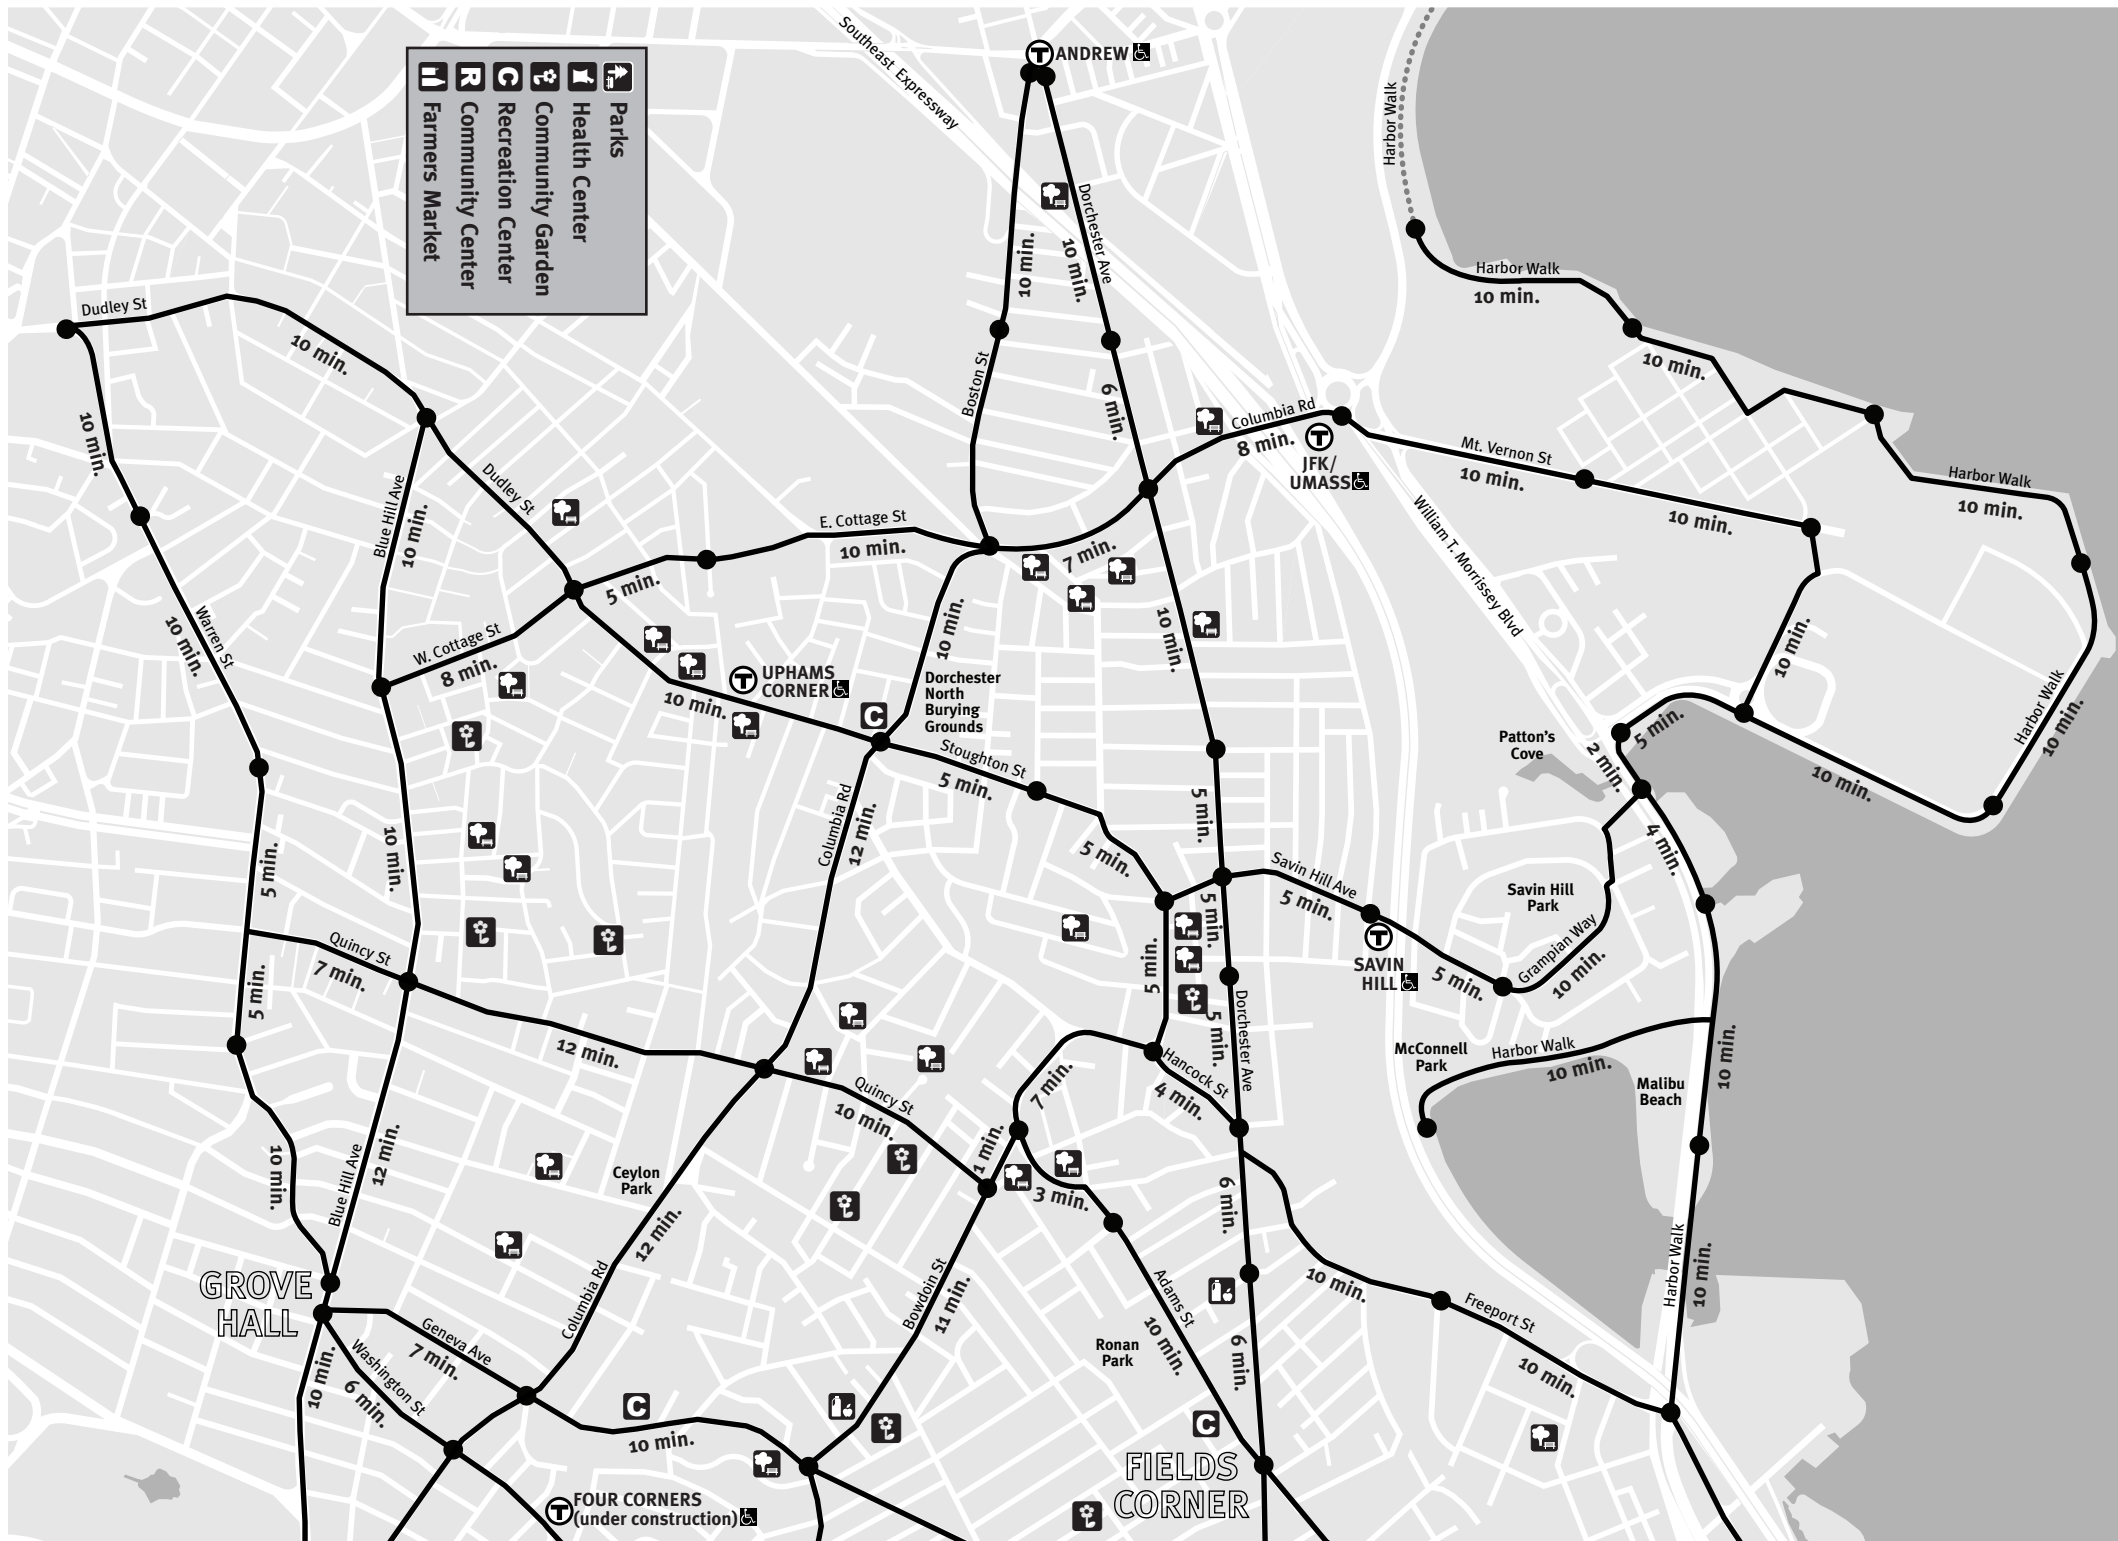 T ANDREW
Southeast Expressway
Harbor Walk
Parks
Health Center
Community Garden
C Recreation Center
R Community Center
Farmers Market
Dorchester Ave
10 min.
10 min.
Harbor Walk
10 min.
Dudley St
10 min.
10 min.
Boston St
6 min.
Columbia Rd
8 min.
T
JFK/
UMASS
10 min.
Mt. Vernon St
10 min.
10 min.
Harbor Walk
10 min.
Dudley St
Blue Hill Ave
10 min.
E. Cottage St
10 min.
7 min.
William T. Morrissey Blvd
5 min.
10 min.
Warren St
W. Cottage St
8 min.
10 min.
10 min.
10 min.
Harbor Walk
10 min.
T UPHAMS
CORNER
10 min.
C
Dorchester
North
Burying
Grounds
Stoughton St
5 min.
Patton's
Cove
2 min.
5 min.
10 min.
10 min.
5 min.
Columbia Rd
12 min.
5 min.
5 min.
4 min.
Savin Hill Ave
5 min.
Savin Hill
Park
Grampian Way
10 min.
T
SAVIN
HILL
5 min.
5 min.
5 min.
Quincy St
7 min.
5 min.
12 min.
5 min.
Dorchester Ave
Hancock St
4 min.
7 min.
McConnell
Park
Harbor Walk
10 min.
Malibu
Beach
10 min.
Quincy St
10 min.
1 min.
3 min.
10 min.
Blue Hill Ave
12 min.
Ceylon
Park
12 min.
Columbia Rd
6 min.
Harbor Walk
10 min.
GROVE
HALL
Bowdoin St
11 min.
Adams St
10 min.
Ronan
Park
10 min.
Freeport St
10 min.
6 min.
Geneva Ave
7 min.
Washington St
6 min.
10 min.
C
10 min.
C
FIELDS
CORNER
T FOUR CORNERS
(under construction)